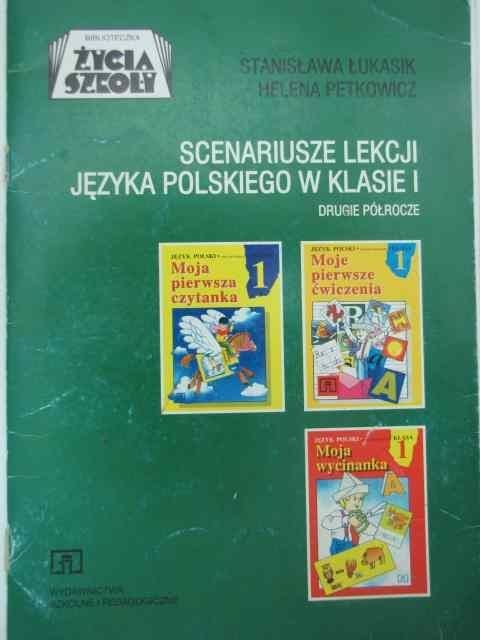 BIBLIOTECZKA
ŻYCIA
SZKOŁY
STANISŁAWA ŁUKASIK
HELENA PETKOWICZ
SCENARIUSZE LEKCJI
JĘZYKA POLSKIEGO W KLASIE I
DRUGIE PÓŁROCZE
JĘZYK POLSKI
Moja
pierwsza
czytanka
1
JĘZYK POLSKI
Moje
pierwsze
ćwiczenia
1
R
A
JĘZYK POLSKI
KLASA
1
Moja
wycinanka
A
WYDAWNICTWA
SZKOLNE I PEDAGOGICZNE